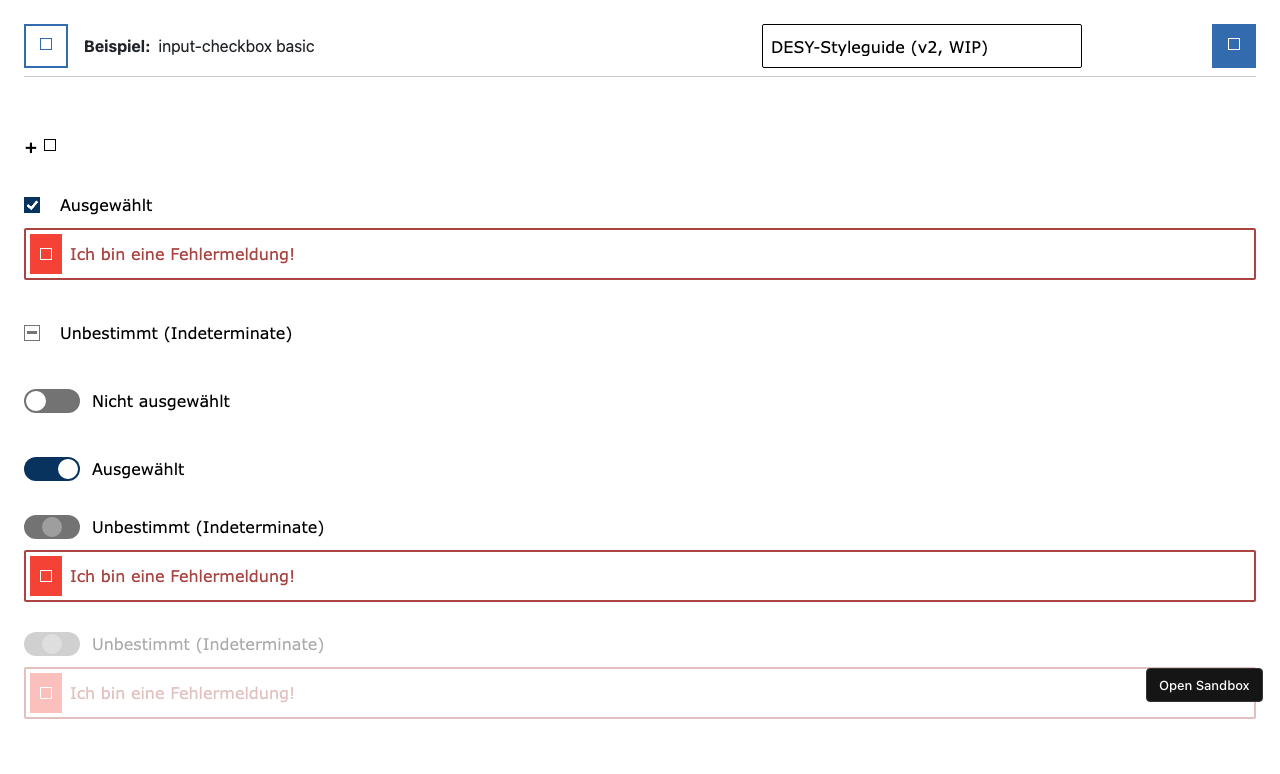 Beispiel: input-checkbox basic
DESY-Styleguide (v2, WIP)
+
Ausgewählt
Ich bin eine Fehlermeldung!
Unbestimmt (Indeterminate)
Nicht ausgewählt
Ausgewählt
Unbestimmt (Indeterminate)
Ich bin eine Fehlermeldung!
Unbestimmt (Indeterminate)
Ich bin eine Fehlermeldung!
Open Sandbox